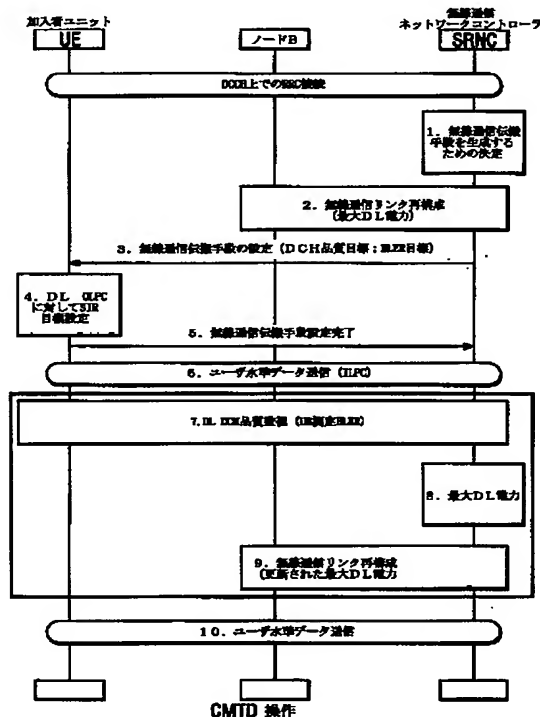 加入者ユニット
UE
ノードB
無線通信
ネットワークコントローラ
SRNC
DCCH上でのRRC接続
1. 無線通信伝搬
手段を生成する
ための決定
2. 無線通信リンク再構成
(最大DL電力)
3. 無線通信伝搬手段の設定 (DCH品質目標;BLER目標)
4. DL OLPC
に対してSIR
目標設定
5. 無線通信伝搬手段設定完了
6. ユーザ水準データ送信 (ILPC)
7.DL DCH品質監視 (UE測定BLER)
8. 最大DL電力
9. 無線通信リンク再構成
(更新された最大DL電力
10. ユーザ水準データ送信
CMTD 操作